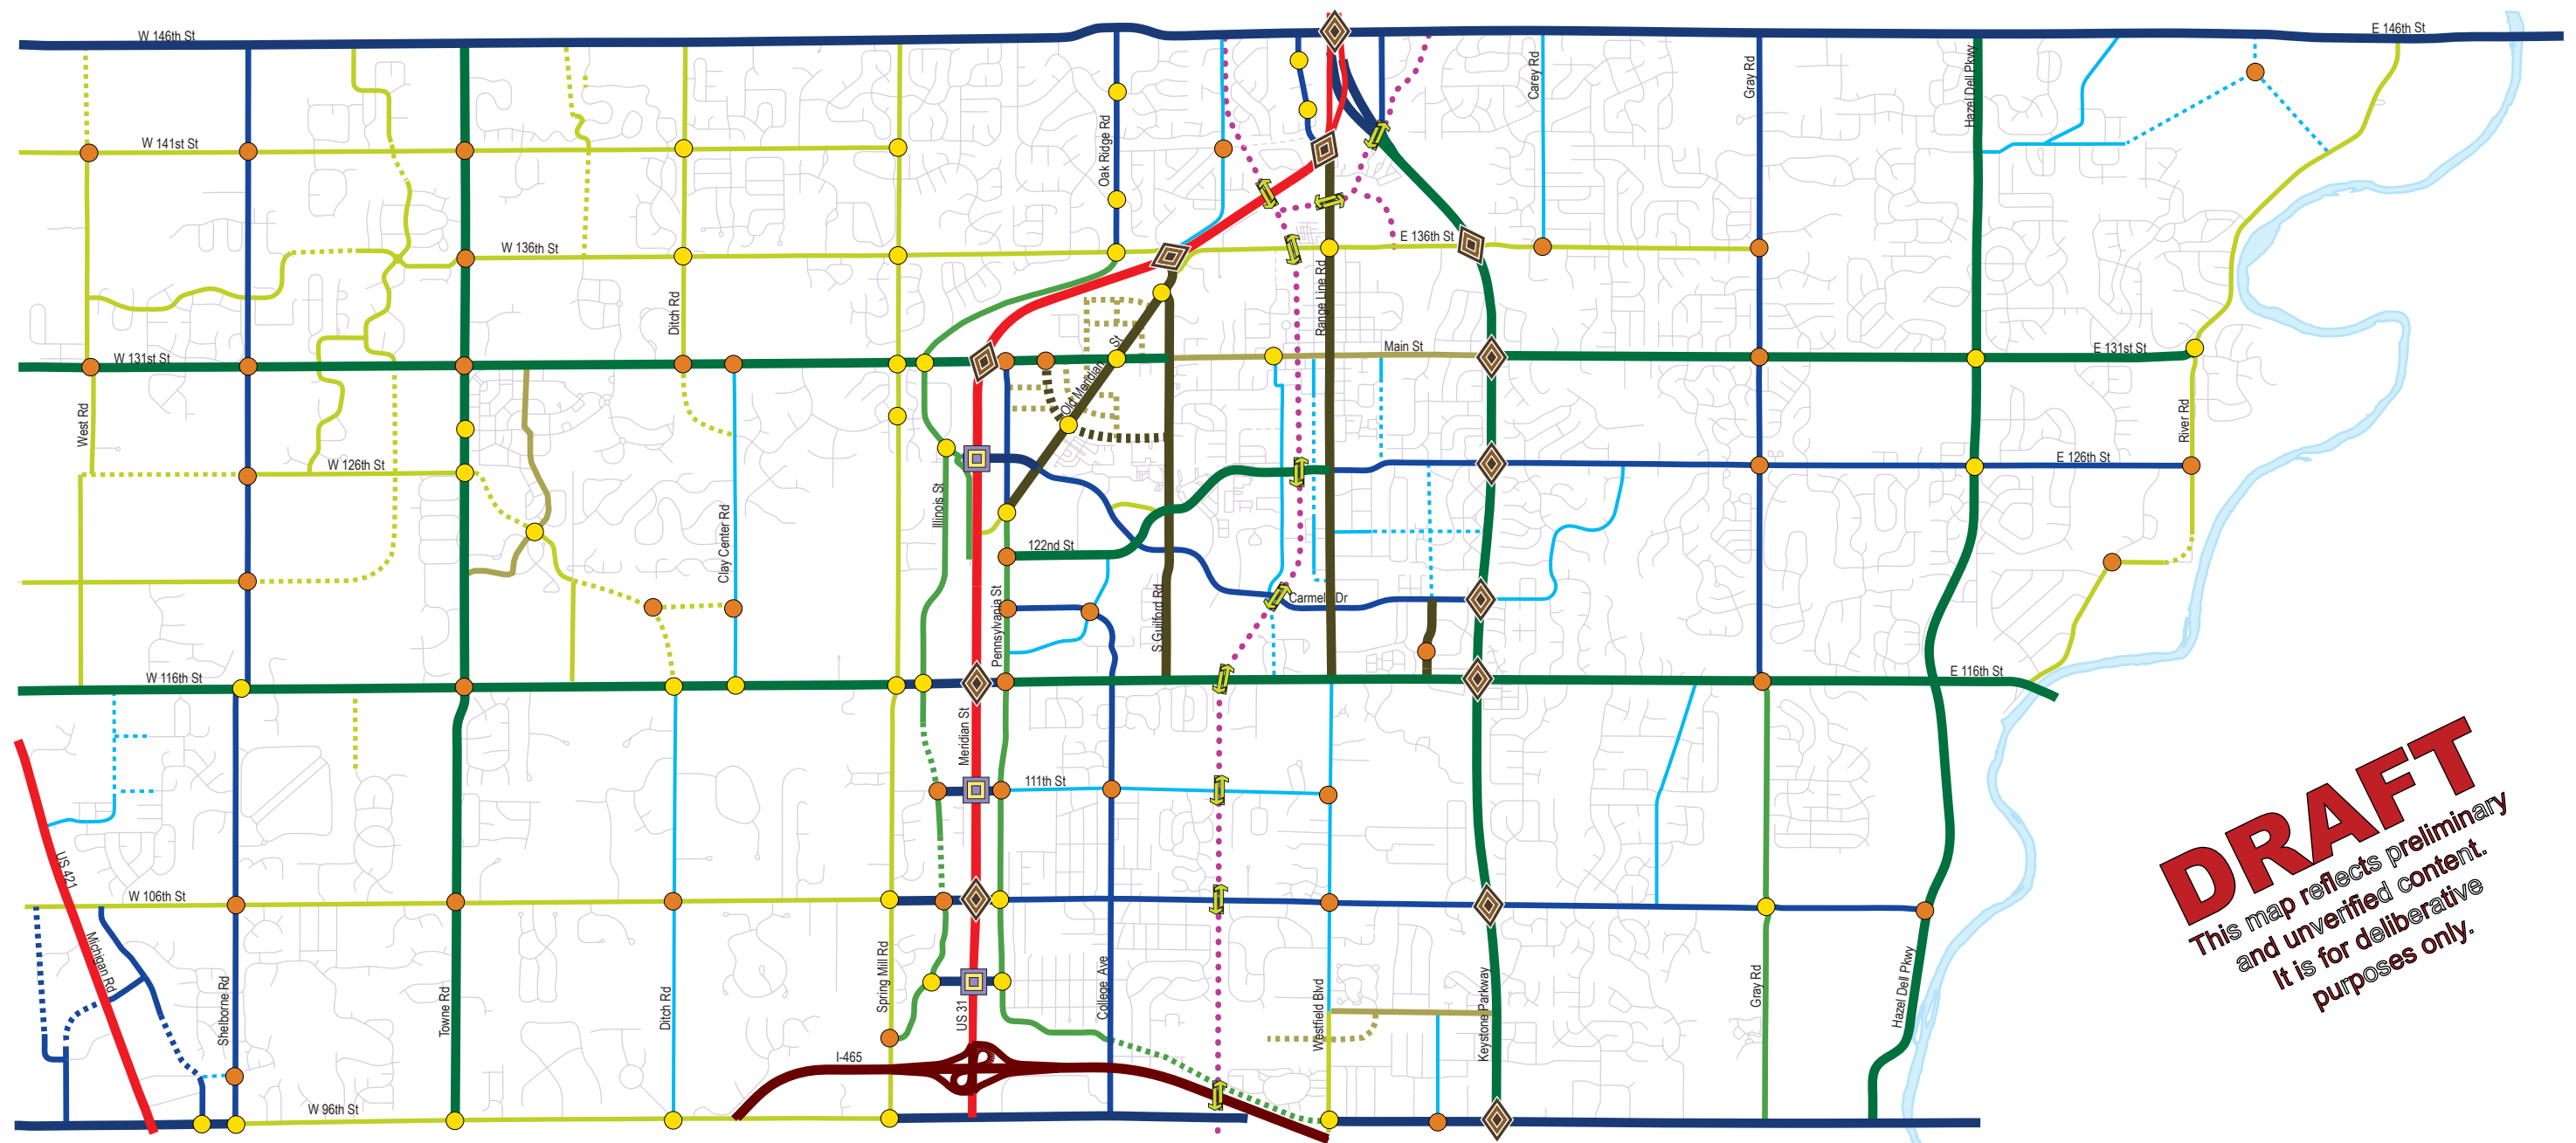 W 146th St
E 146th St
Carey Rd
Gray Rd
Hazel Dell Pkwy
W 141st St
Oak Ridge Rd
W 136th St
E 136th St
Range Line Rd
Ditch Rd
Main St
E 131st St
W 131st St
Old Meridian St
West Rd
River Rd
W 126th St
E 126th St
Illinois St
Clay Center Rd
122nd St
Carmel Dr
Pennsylvania St
S Guilford Rd
W 116th St
E 116th St
Meridian St
111th St
US 421
W 106th St
Michigan Rd
Shelborne Rd
Towne Rd
Ditch Rd
Spring Mill Rd
US 31
College Ave
Westfield Blvd
Keystone Parkway
Gray Rd
Hazel Dell Pkwy
I-465
W 96th St
DRAFT
This map reflects preliminary
and unverified content.
It is for deliberative
purposes only.